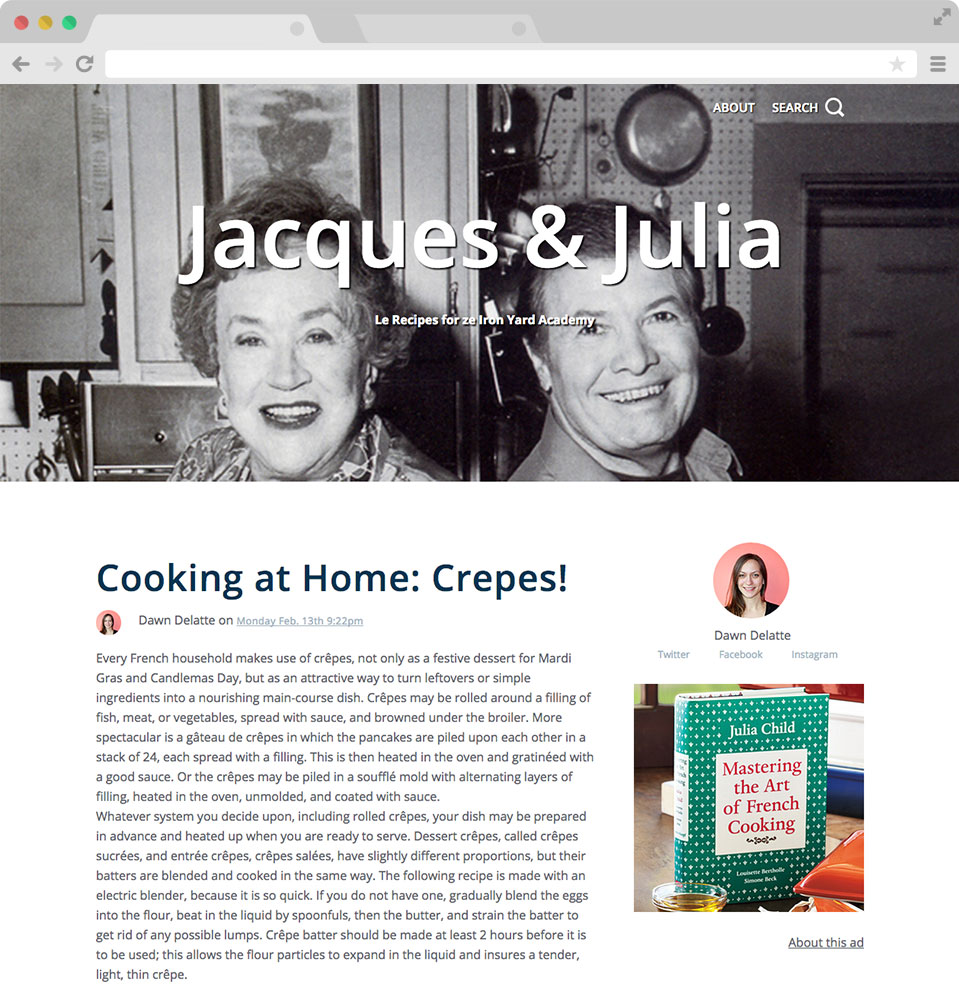 ABOUT SEARCH
Jacques & Julia
Le Recipes for ze Iron Yard Academy
Cooking at Home: Crepes!
Dawn Delatte on Monday Feb. 13th 9:22pm
Every French household makes use of crêpes, not only as a festive dessert for Mardi
Gras and Candlemas Day, but as an attractive way to turn leftovers or simple
ingredients into a nourishing main-course dish. Crêpes may be rolled around a filling of
fish, meat, or vegetables, spread with sauce, and browned under the broiler. More
spectacular is a gâteau de crêpes in which the pancakes are piled upon each other in a
stack of 24, each spread with a filling. This is then heated in the oven and gratinéed with
a good sauce. Or the crêpes may be piled in a soufflé mold with alternating layers of
filling, heated in the oven, unmolded, and coated with sauce.
Whatever system you decide upon, including rolled crêpes, your dish may be prepared
in advance and heated up when you are ready to serve. Dessert crêpes, called crêpes
sucrées, and entrée crêpes, crêpes salées, have slightly different proportions, but their
batters are blended and cooked in the same way. The following recipe is made with an
electric blender, because it is so quick. If you do not have one, gradually blend the eggs
into the flour, beat in the liquid by spoonfuls, then the butter, and strain the batter to
get rid of any possible lumps. Crêpe batter should be made at least 2 hours before it is
to be used; this allows the flour particles to expand in the liquid and insures a tender,
light, thin crêpe.
Dawn Delatte
Twitter Facebook Instagram
Julia Child
Mastering
the Art
of French
Cooking
Louisette Bertholle
Simone Beck
About this ad